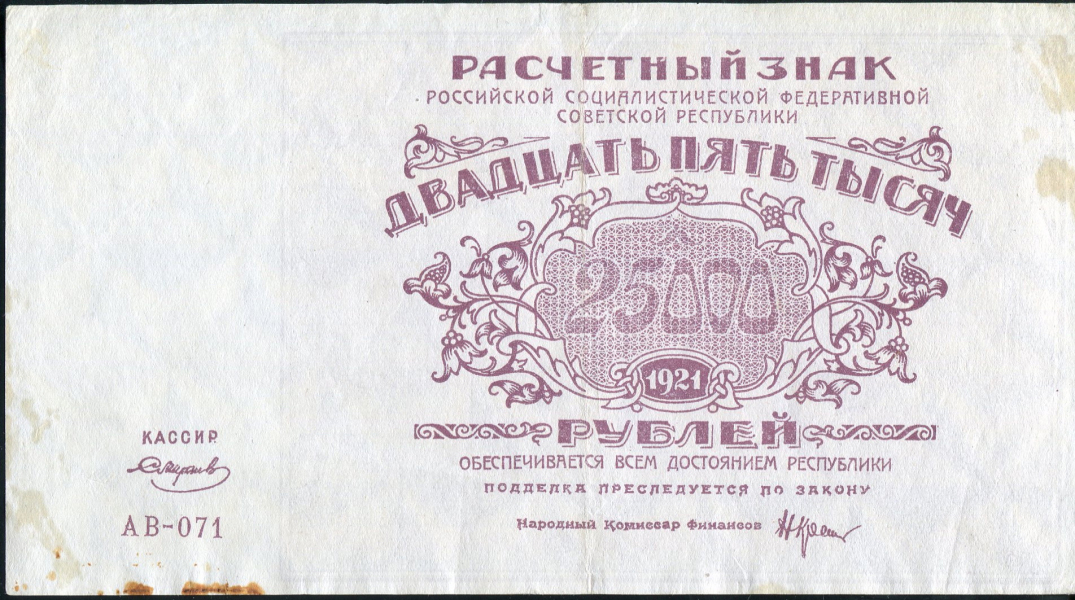 РАСЧЕТНЫЙ ЗНАК
РОССИЙСКОЙ СОЦИАЛИСТИЧЕСКОЙ ФЕДЕРАТИВНОЙ
СОВЕТСКОЙ РЕСПУБЛИКИ
ДВАДЦАТЬ ПЯТЬ ТЫСЯЧ
25000
1921
РУБЛЕЙ
ОБЕСПЕЧИВАЕТСЯ ВСЕМ ДОСТОЯНИЕМ РЕСПУБЛИКИ
ПОДДЕЛКА ПРЕСЛЕДУЕТСЯ ПО ЗАКОНУ
Народный Комиссар Финансов
КАССИР
АВ-071